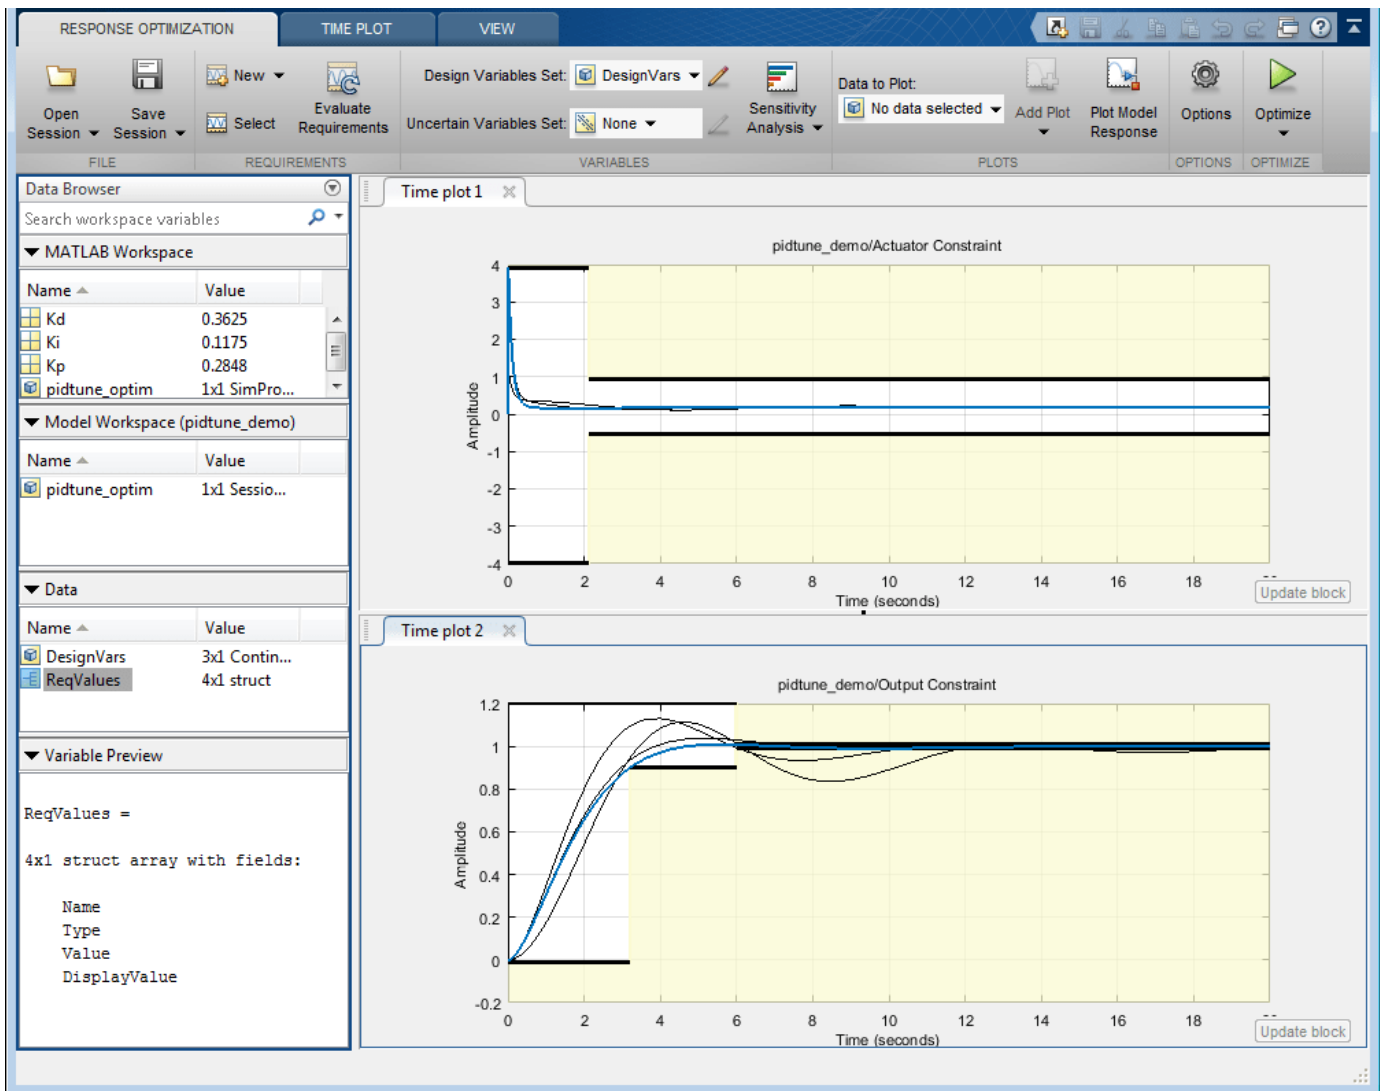 RESPONSE OPTIMIZATION
TIME PLOT
VIEW
Open Session
Save Session
New
Select
Evaluate Requirements
Design Variables Set: DesignVars
Uncertain Variables Set: None
Sensitivity Analysis
Data to Plot:
No data selected
Add Plot
Plot Model Response
Options
Optimize
FILE
REQUIREMENTS
VARIABLES
PLOTS
OPTIONS
OPTIMIZE
Data Browser
Search workspace variables
MATLAB Workspace
Name Value
Kd 0.3625
Ki 0.1175
Kp 0.2848
pidtune_optim 1x1 SimPro...
Model Workspace (pidtune_demo)
Name Value
pidtune_optim 1x1 Sessio...
Data
Name Value
DesignVars 3x1 Contin...
ReqValues 4x1 struct
Variable Preview
ReqValues =
4x1 struct array with fields:
Name
Type
Value
DisplayValue
Time plot 1
pidtune_demo/Actuator Constraint
4
3
2
1
0
-1
-2
-3
-4
Amplitude
0 2 4 6 8 10 12 14 16 18
Time (seconds)
Update block
Time plot 2
pidtune_demo/Output Constraint
1.2
1
0.8
0.6
0.4
0.2
0
-0.2
Amplitude
0 2 4 6 8 10 12 14 16 18
Time (seconds)
Update block